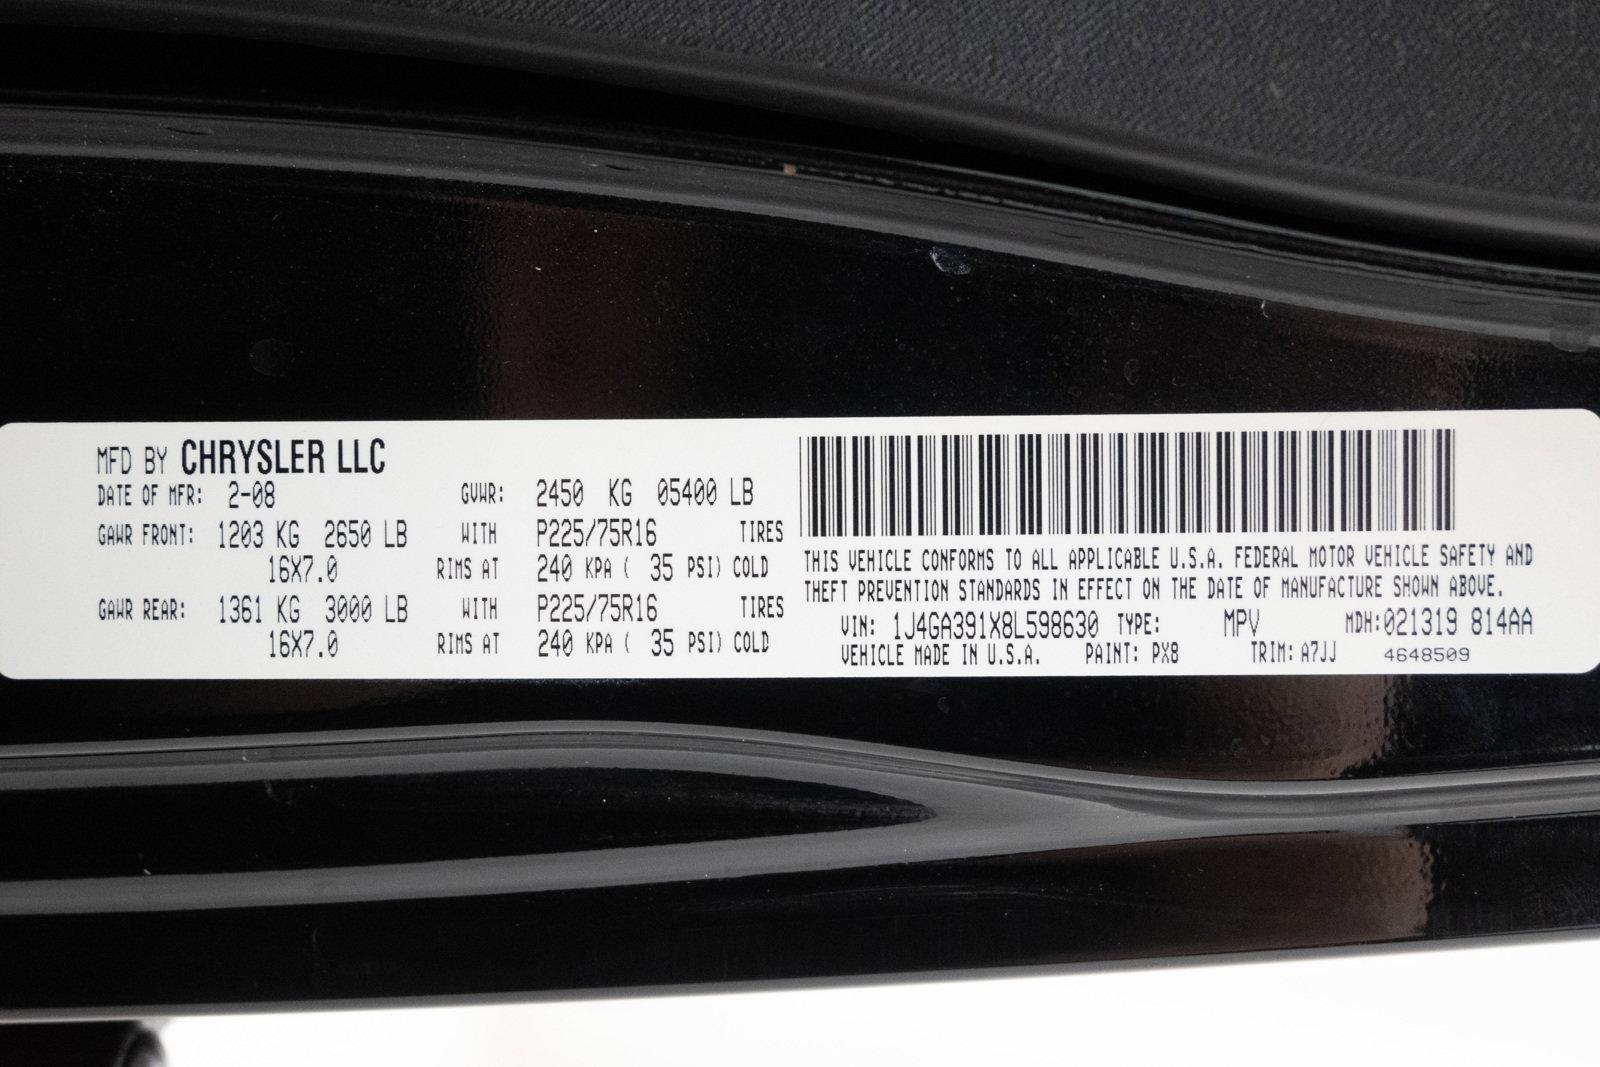 MFD BY CHRYSLER LLC
DATE OF MFR: 2-08 GVWR: 2450 KG 05400 LB
GAWR FRONT: 1203 KG 2650 LB WITH P225/75R16 TIRES
16X7.0 RIMS AT 240 KPA ( 35 PSI) COLD
GAWR REAR: 1361 KG 3000 LB WITH P225/75R16 TIRES
16X7.0 RIMS AT 240 KPA ( 35 PSI) COLD
THIS VEHICLE CONFORMS TO ALL APPLICABLE U.S.A. FEDERAL MOTOR VEHICLE SAFETY AND
THEFT PREVENTION STANDARDS IN EFFECT ON THE DATE OF MANUFACTURE SHOWN ABOVE.
VIN: 1J4GA391X8L598630 TYPE: MPV MDH:021319 814AA
VEHICLE MADE IN U.S.A. PAINT: PX8 TRIM: A7JJ 4648509